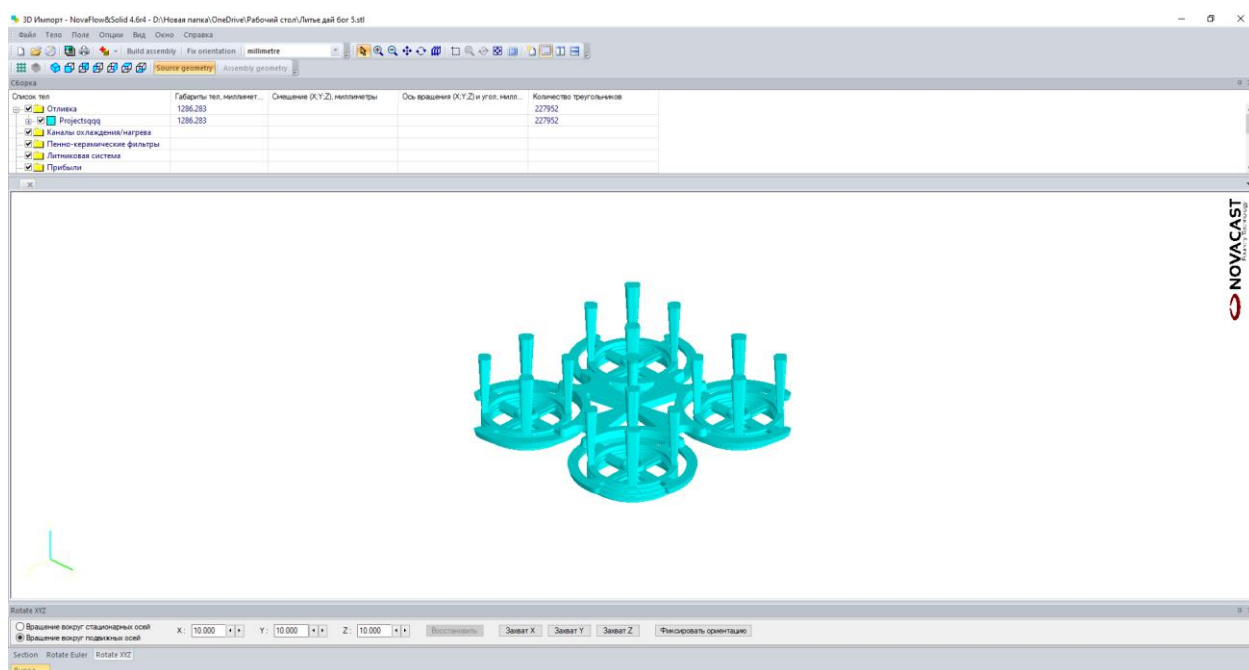 3D Импорт - NovaFlow&Solid 4.6r4 - D:\Новая папка\OneDrive\Рабочий стол\Литье дай бог 5.stl
Файл Тело Поле Опции Вид Окно Справка
Build assembly Fix orientation millimetre
Source geometry Assembly geometry
Сборка
Список тел Габариты тел, миллимет... Смещение (X;Y;Z), миллиметры Ось вращения (X;Y;Z) и угол, милл... Количество треугольников
Отливка 1286.283 227952
Projectsqqq 1286.283 227952
Каналы охлаждения/нагрева
Пенно-керамические фильтры
Литниковая система
Прибыли
NOVACAST
Rotate XYZ
Вращение вокруг стационарных осей
Вращение вокруг подвижных осей
X: 10.000 Y: 10.000 Z: 10.000 Восстановить Захват X Захват Y Захват Z Фиксировать ориентацию
Section Rotate Euler Rotate XYZ